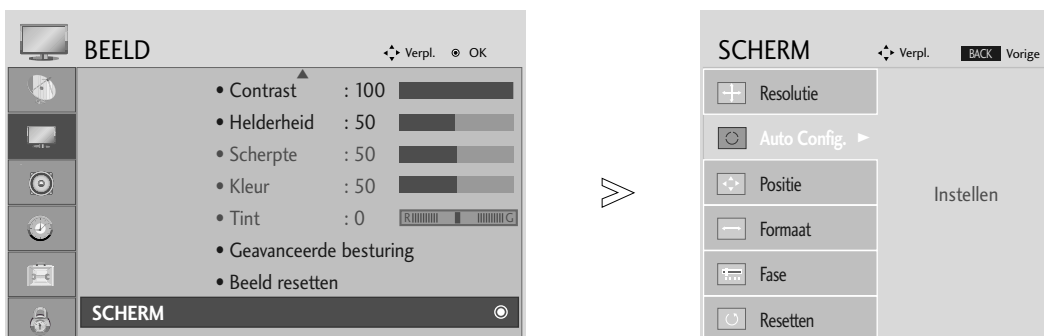 BEELD
Verpl. OK
• Contrast : 100
• Helderheid : 50
• Scherpte : 50
• Kleur : 50
• Tint : 0 R G
• Geavanceerde besturing
• Beeld resetten
SCHERM
SCHERM
Verpl. BACK Vorige
Resolutie
Auto Config.
Positie
Formaat
Fase
Resetten
Instellen